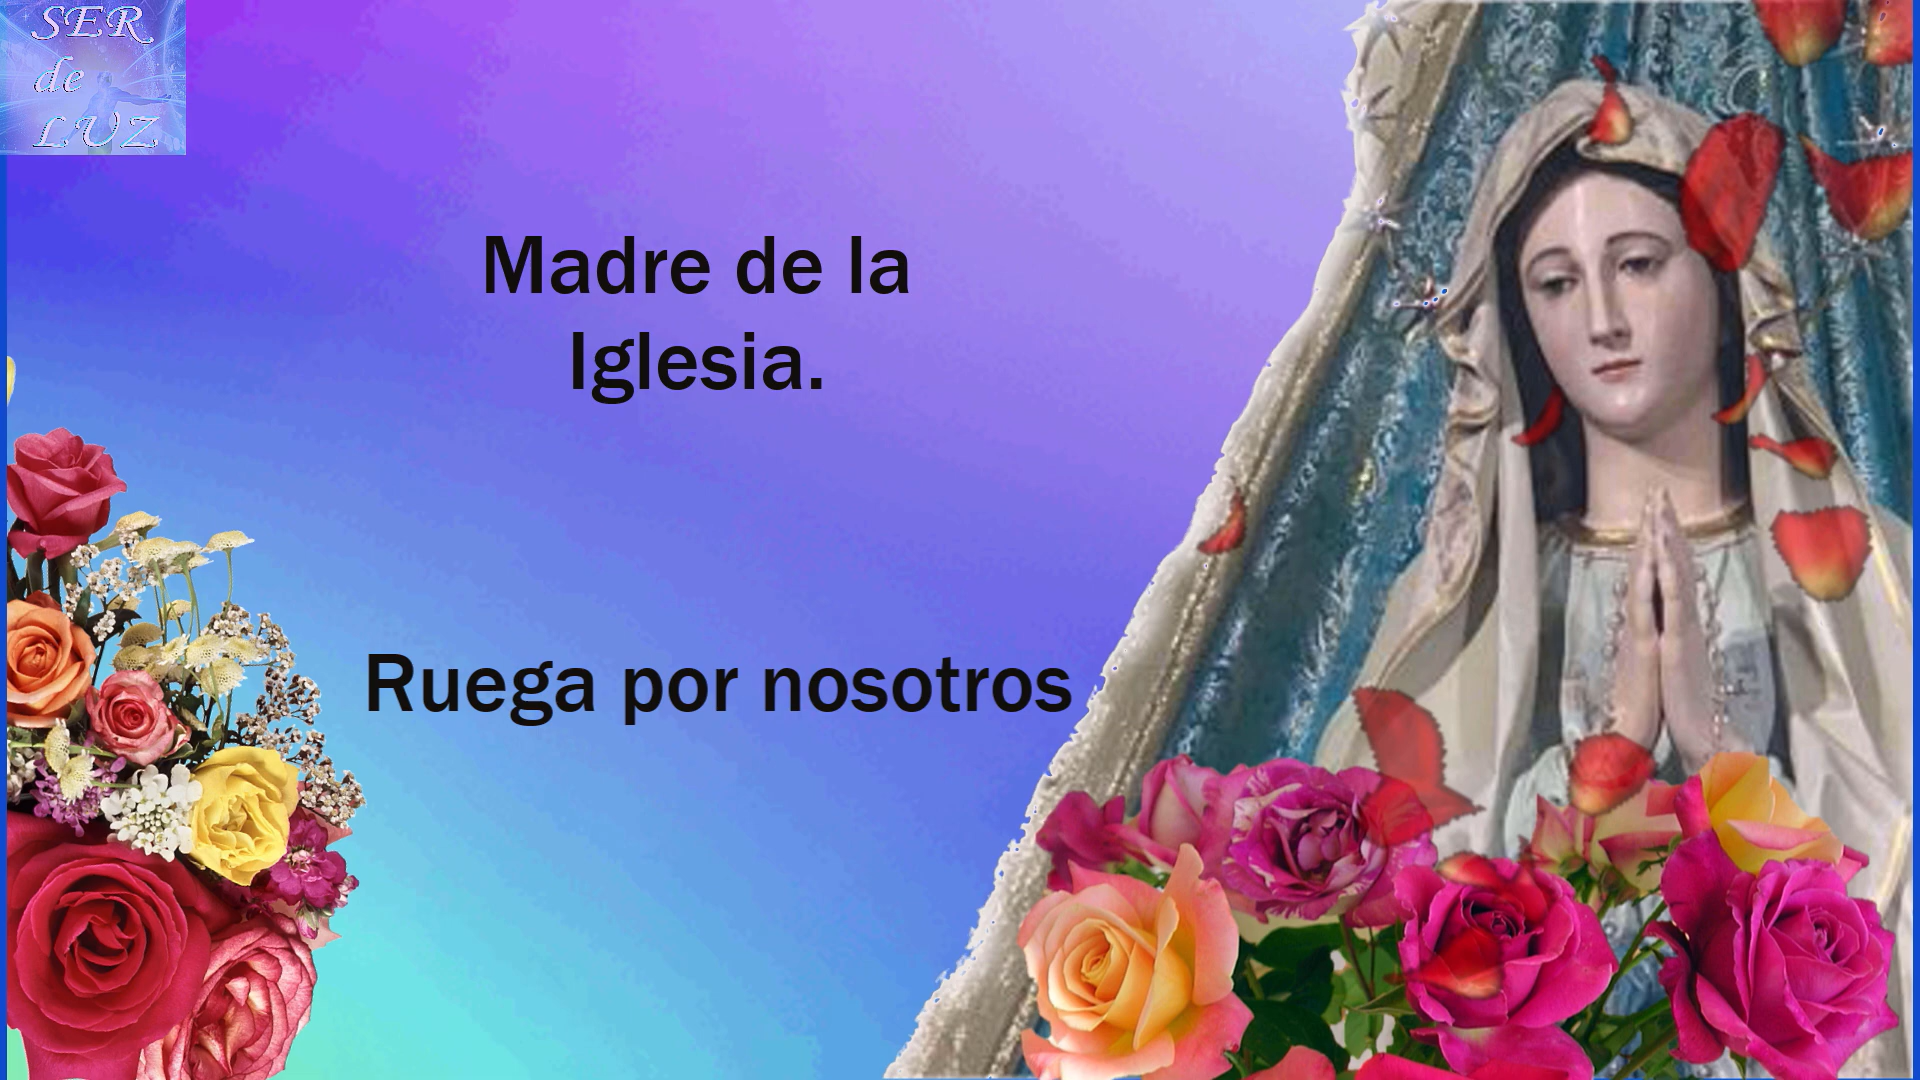 SER
de
LUZ
Madre de la
Iglesia.
Ruega por nosotros